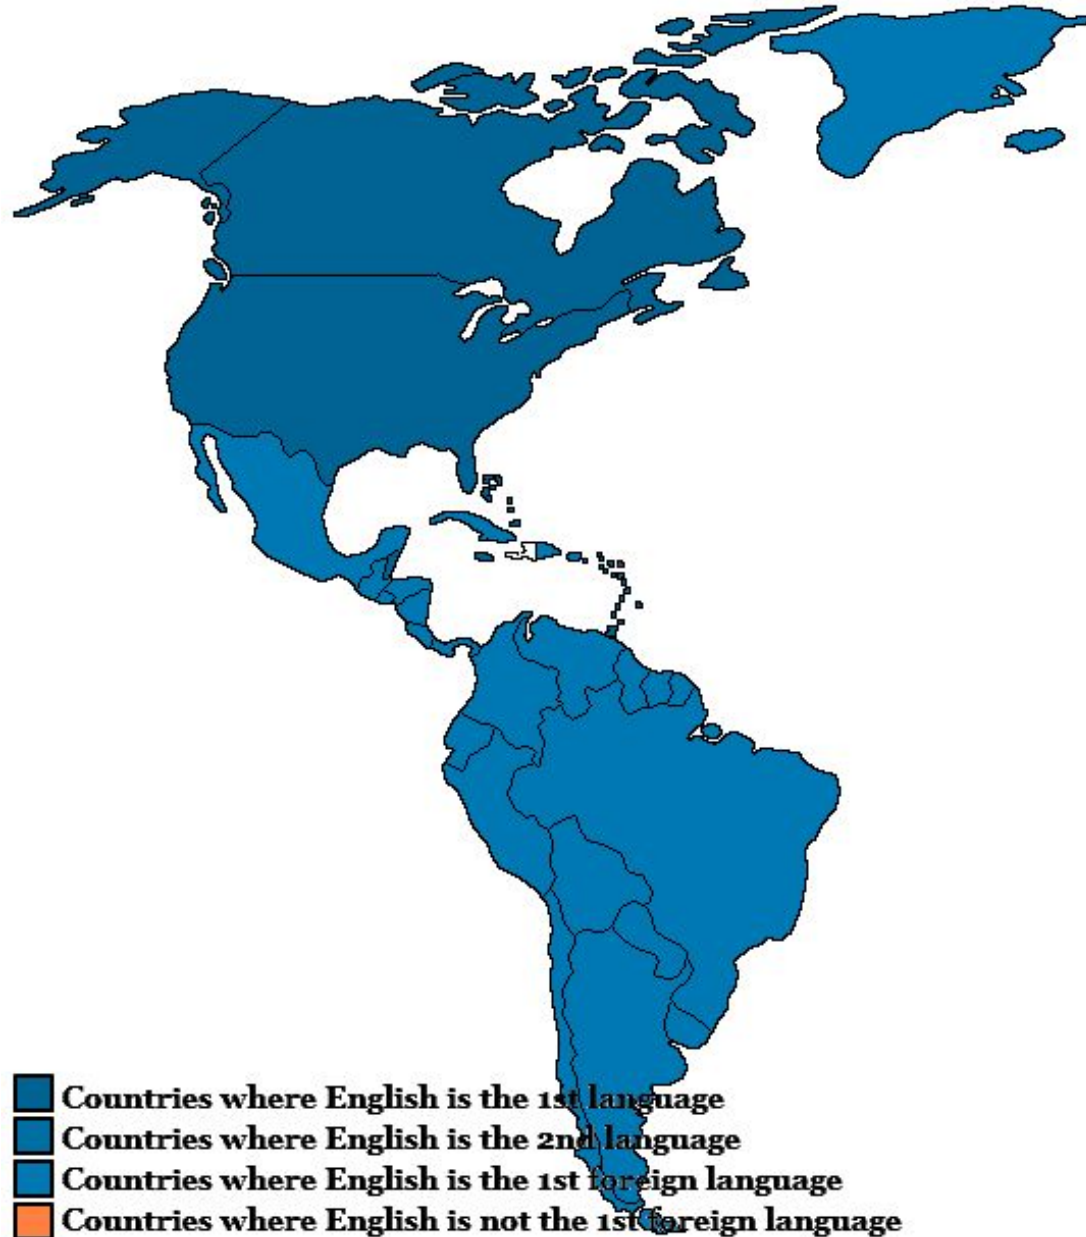 Countries where English is the 1st language
Countries where English is the 2nd language
Countries where English is the 1st foreign language
Countries where English is not the 1st foreign language